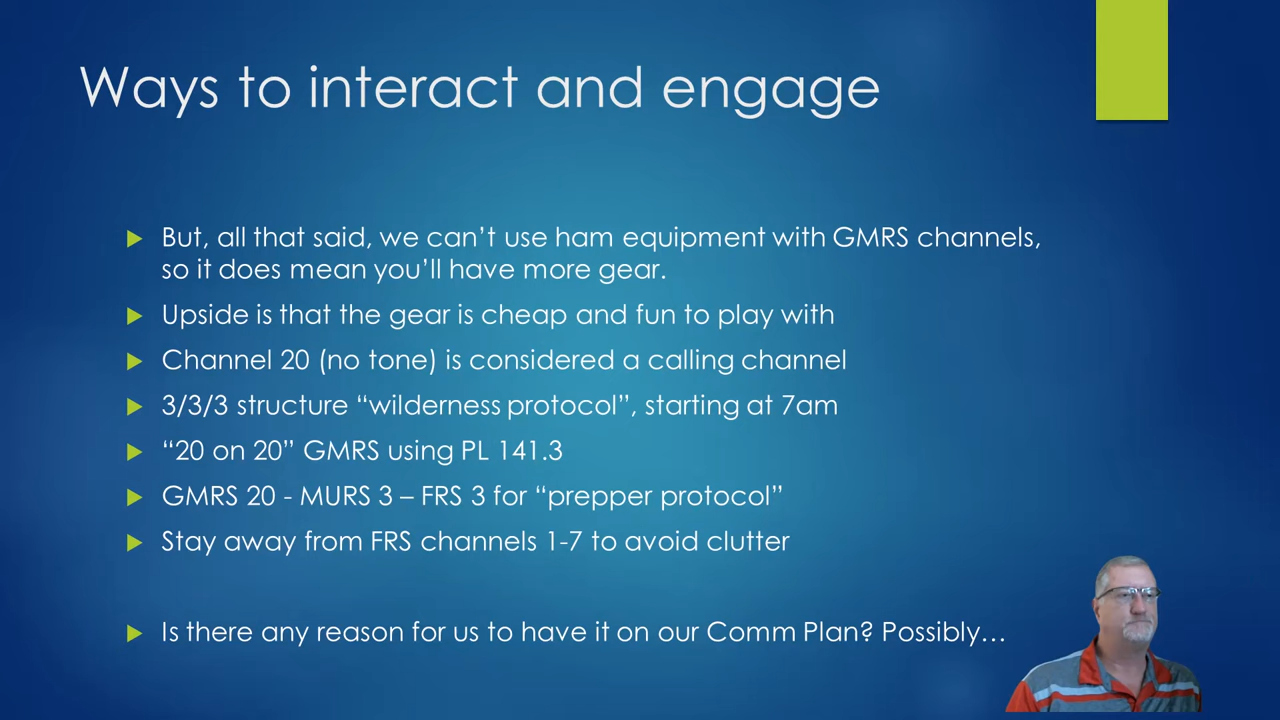 Ways to interact and engage
But, all that said, we can’t use ham equipment with GMRS channels,
so it does mean you’ll have more gear.
Upside is that the gear is cheap and fun to play with
Channel 20 (no tone) is considered a calling channel
3/3/3 structure “wilderness protocol”, starting at 7am
“20 on 20” GMRS using PL 141.3
GMRS 20 - MURS 3 – FRS 3 for “prepper protocol”
Stay away from FRS channels 1-7 to avoid clutter
Is there any reason for us to have it on our Comm Plan? Possibly…